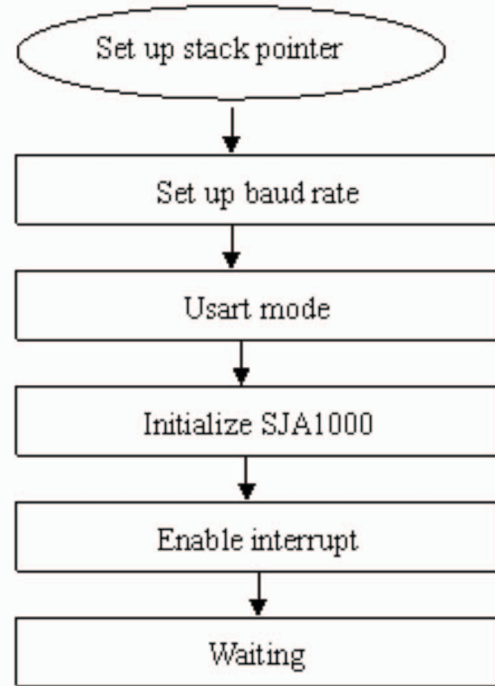 Set up stack pointer
Set up baud rate
Usart mode
Initialize SJA1000
Enable interrupt
Waiting